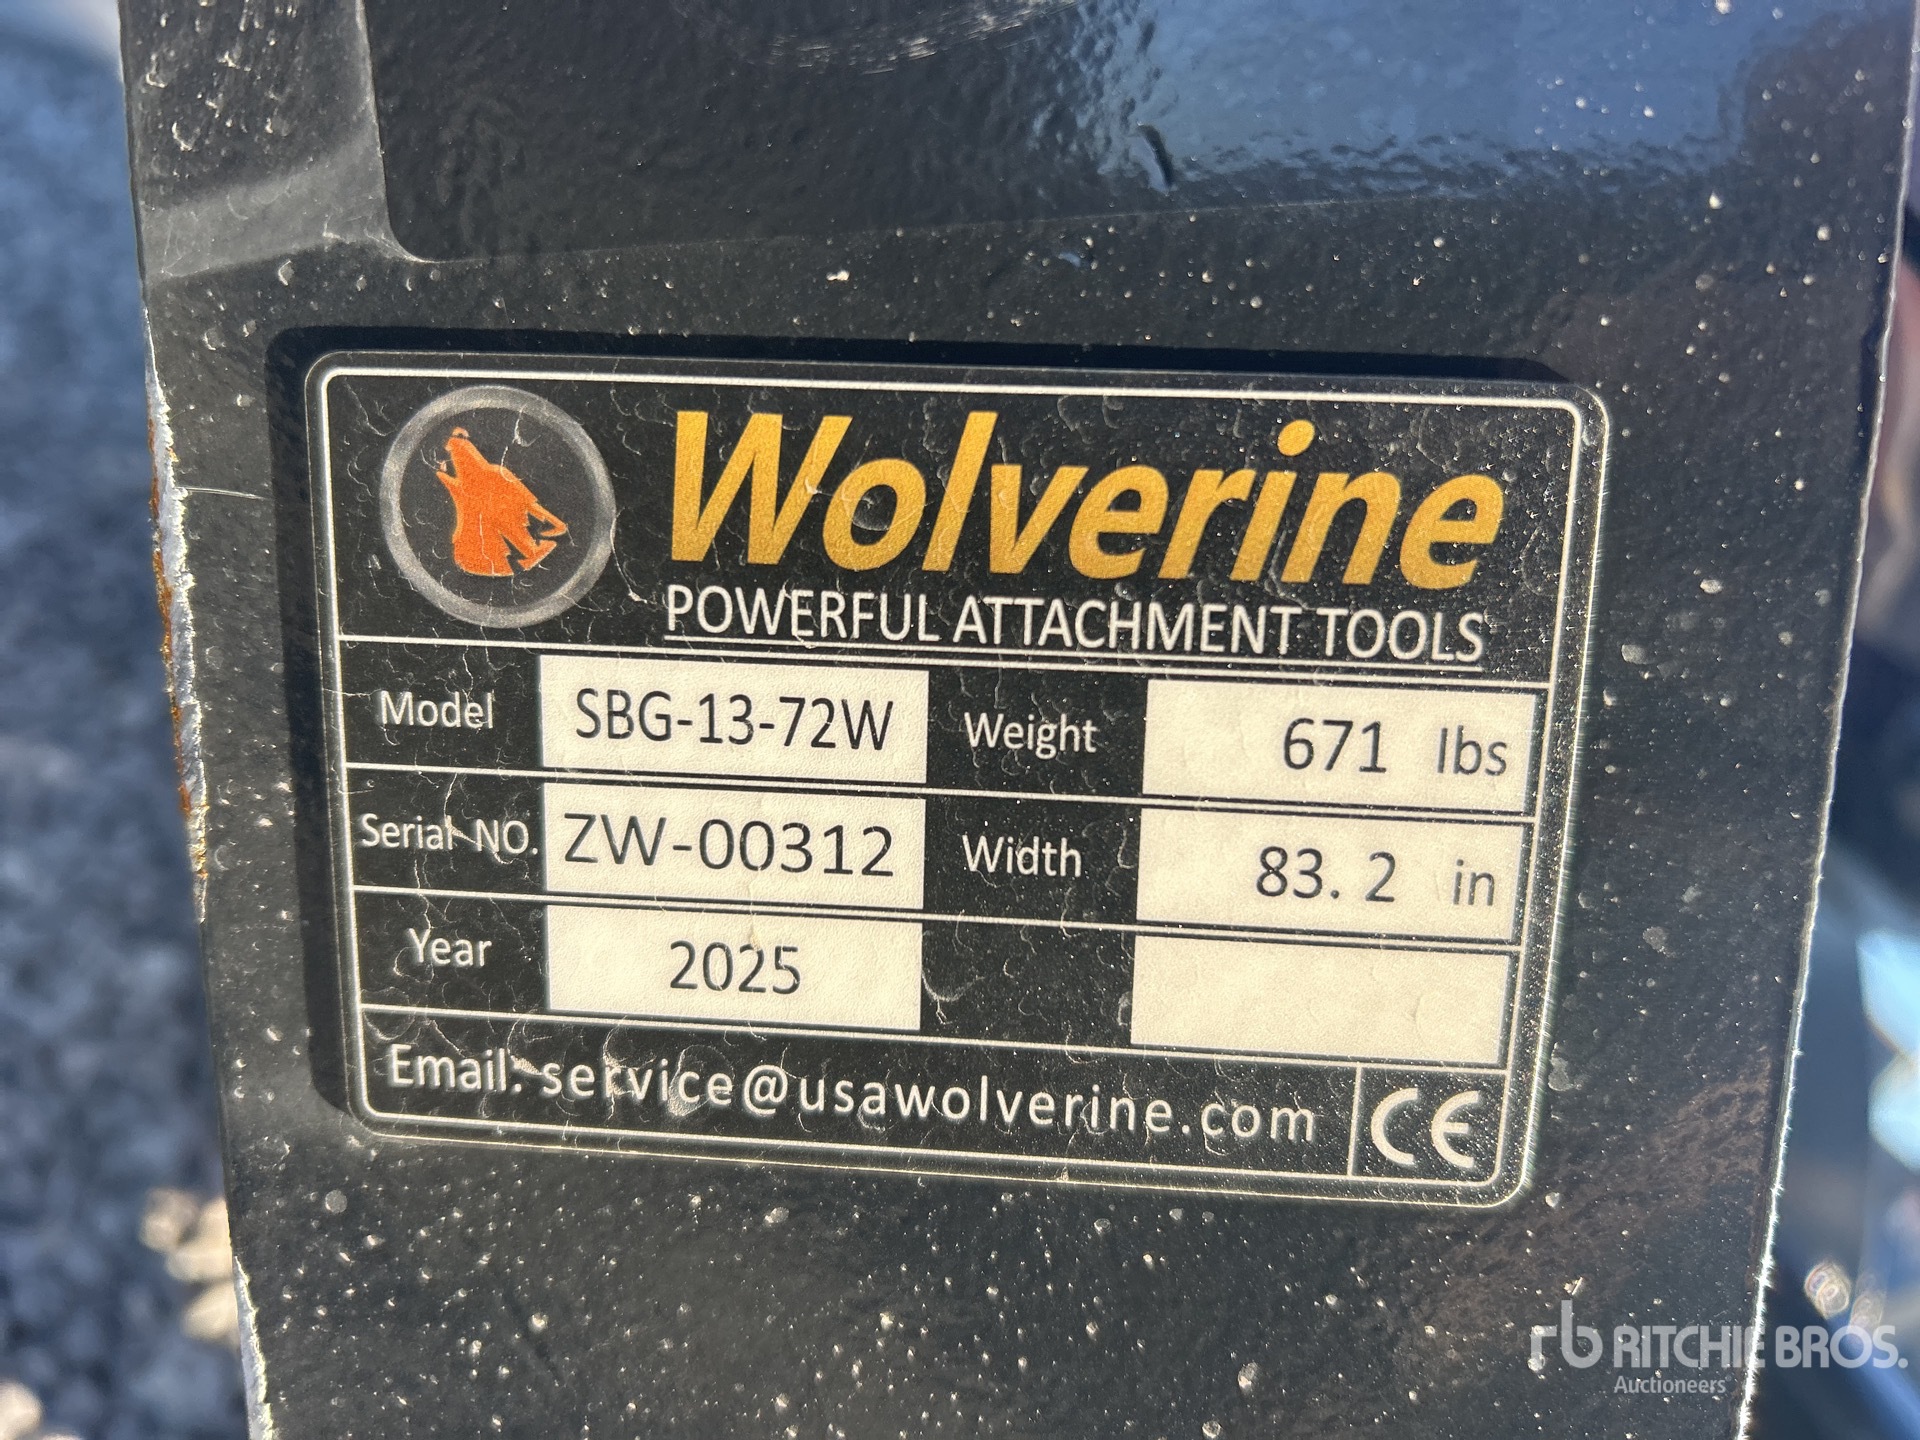 Wolverine
POWERFUL ATTACHMENT TOOLS
Model SBG-13-72W Weight 671 lbs
Serial NO. ZW-00312 Width 83. 2 in
Year 2025
Email: service@usawolverine.com CE
rb RITCHIE BROS.
Auctioneers